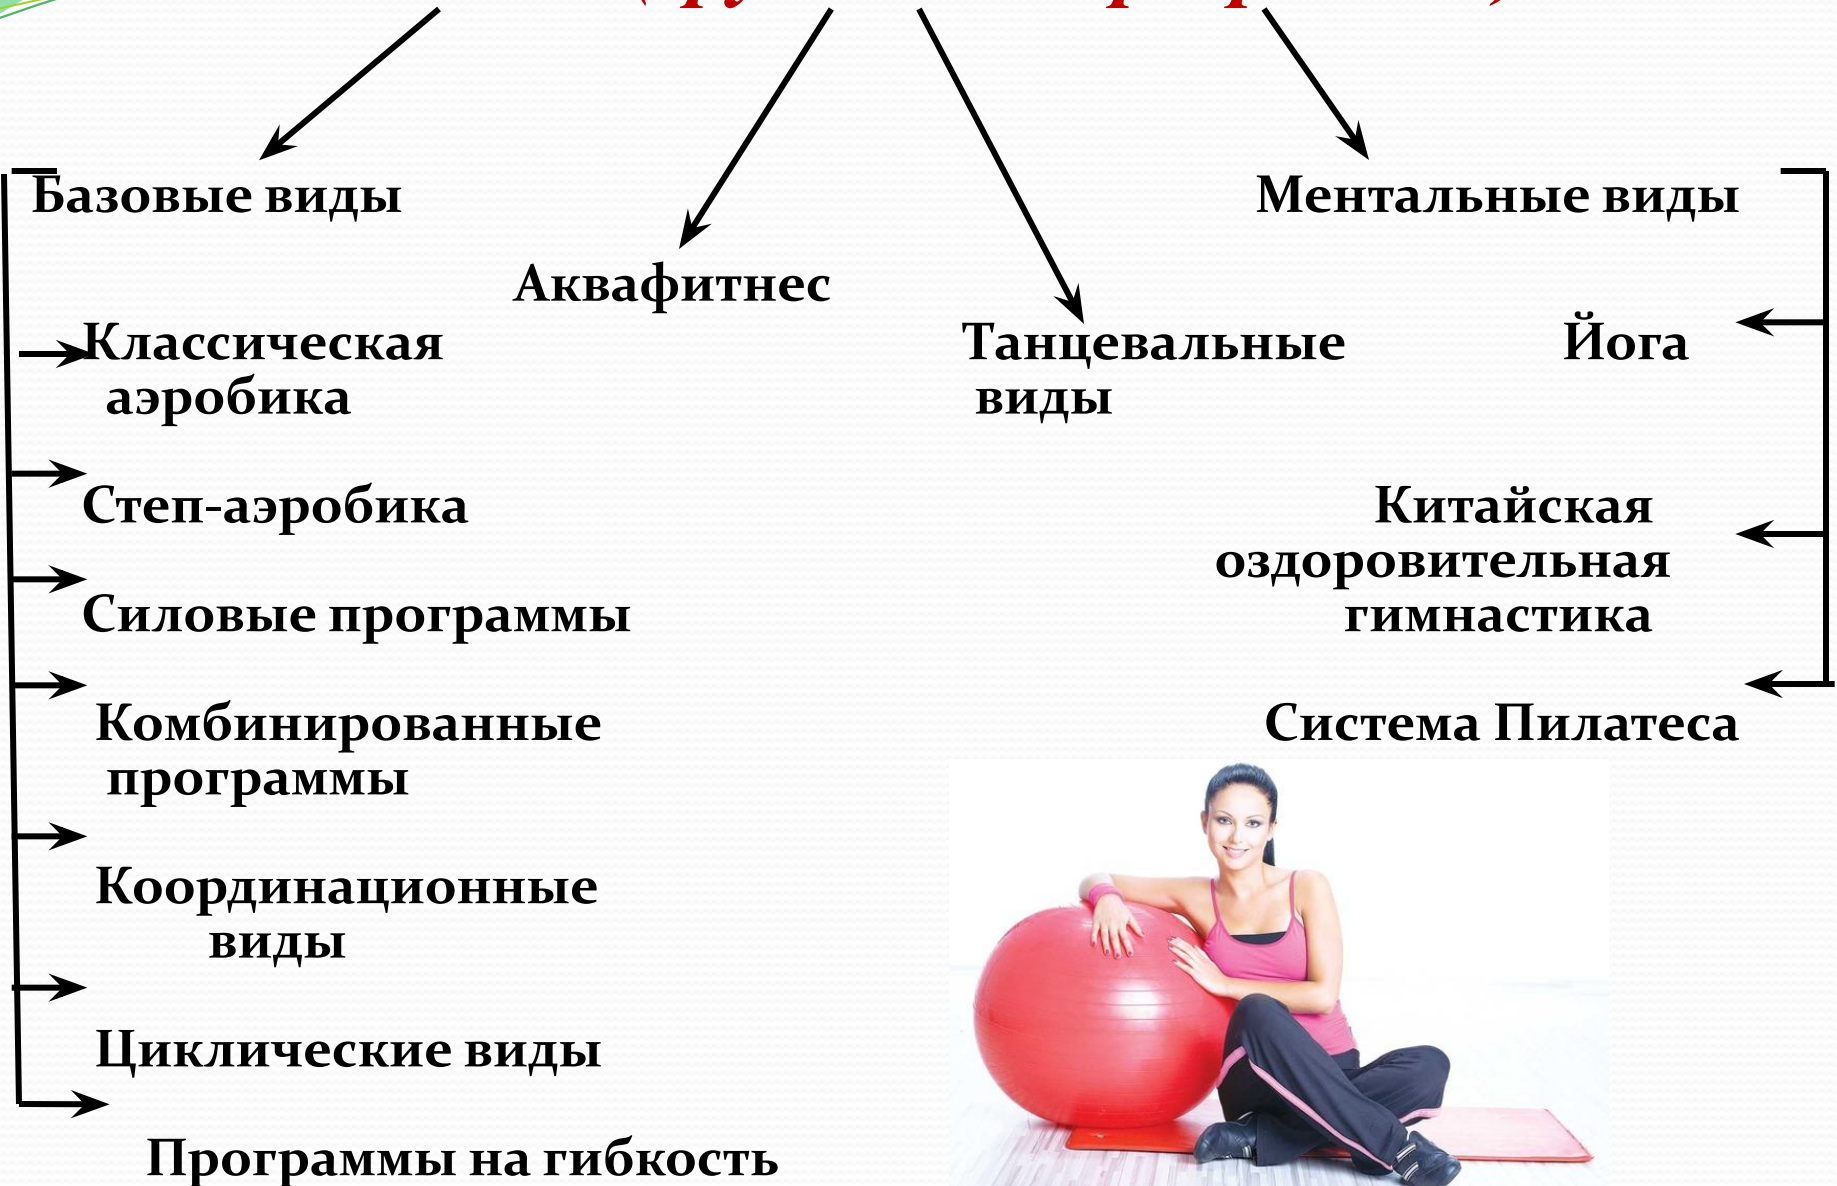 Базовые виды
Ментальные виды
Аквафитнес
Классическая
аэробика
Танцевальные
виды
Йога
Степ-аэробика
Китайская
оздоровительная
гимнастика
Силовые программы
Комбинированные
программы
Система Пилатеса
Координационные
виды
Циклические виды
Программы на гибкость